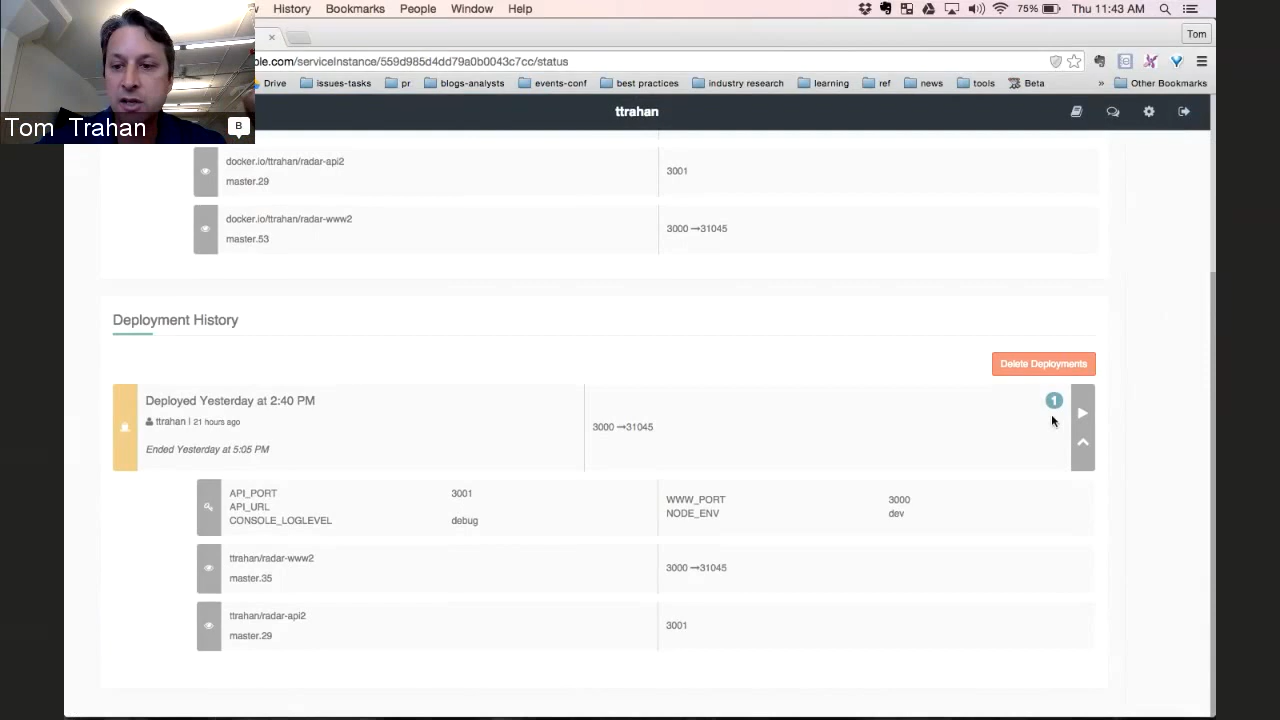 History Bookmarks People Window Help 75% Thu 11:43 AM
Tom
ple.com/serviceInstance/559d985d4dd79a0b0043c7cc/status
Drive issues-tasks pr blogs-analytics events-conf best practices industry research learning ref news tools Beta » Other Bookmarks
Tom Trahan B
ttrahan
docker.io/ttrahan/radar-api2
master.29
3001
docker.io/ttrahan/radar-www2
master.53
3000 →31045
Deployment History
Delete Deployments
Deployed Yesterday at 2:40 PM
ttrahan | 21 hours ago
Ended Yesterday at 5:05 PM
3000 →31045
1
API_PORT 3001
API_URL
CONSOLE_LOGLEVEL debug
WWW_PORT 3000
NODE_ENV dev
ttrahan/radar-www2
master.35
3000 →31045
ttrahan/radar-api2
master.29
3001